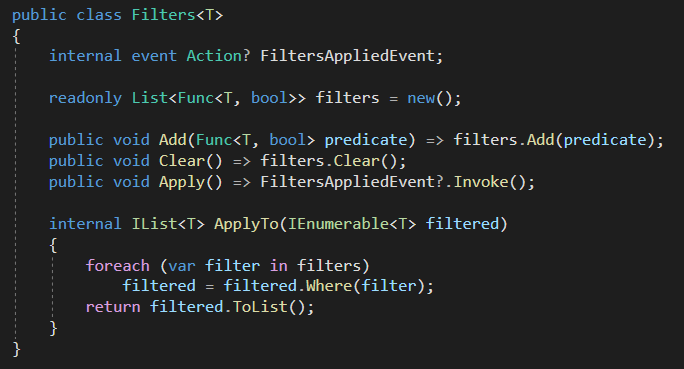 public class Filters<T>
{
    internal event Action? FiltersAppliedEvent;
    readonly List<Func<T, bool>> filters = new();
    public void Add(Func<T, bool> predicate) => filters.Add(predicate);
    public void Clear() => filters.Clear();
    public void Apply() => FiltersAppliedEvent?.Invoke();
    internal IList<T> ApplyTo(IEnumerable<T> filtered)
    {
        foreach (var filter in filters)
            filtered = filtered.Where(filter);
        return filtered.ToList();
    }
}